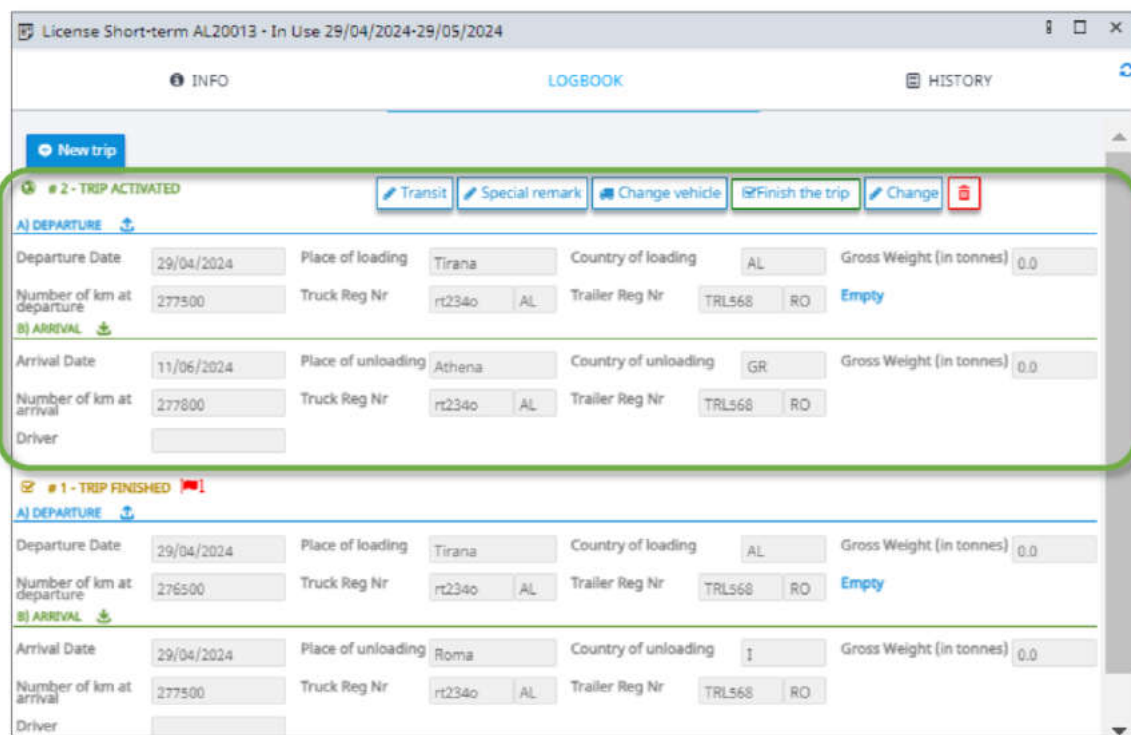 License Short-term AL20013 - In Use 29/04/2024-29/05/2024
INFO LOGBOOK HISTORY
New trip
# 2 - TRIP ACTIVATED Transit Special remark Change vehicle Finish the trip Change
A) DEPARTURE
Departure Date 29/04/2024 Place of loading Tirana Country of loading AL Gross Weight (in tonnes) 0.0
Number of km at departure 277500 Truck Reg Nr rt234o AL Trailer Reg Nr TRL568 RO Empty
B) ARRIVAL
Arrival Date 11/06/2024 Place of unloading Athena Country of unloading GR Gross Weight (in tonnes) 0.0
Number of km at arrival 277800 Truck Reg Nr rt234o AL Trailer Reg Nr TRL568 RO
Driver
# 1 - TRIP FINISHED 1
A) DEPARTURE
Departure Date 29/04/2024 Place of loading Tirana Country of loading AL Gross Weight (in tonnes) 0.0
Number of km at departure 276500 Truck Reg Nr rt234o AL Trailer Reg Nr TRL568 RO Empty
B) ARRIVAL
Arrival Date 29/04/2024 Place of unloading Roma Country of unloading I Gross Weight (in tonnes) 0.0
Number of km at arrival 277500 Truck Reg Nr rt234o AL Trailer Reg Nr TRL568 RO
Driver